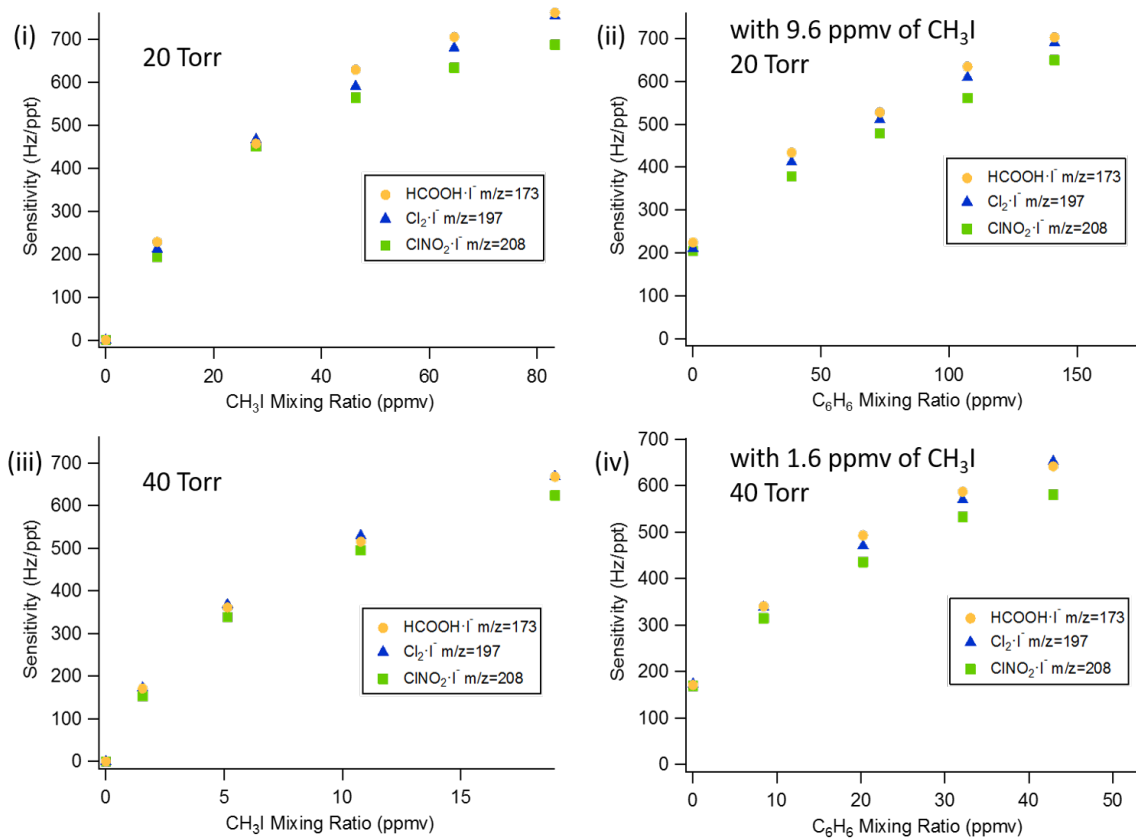 (i)
20 Torr
Sensitivity (Hz/ppt)
700
600
500
400
300
200
100
0
HCOOH·I⁻ m/z=173
Cl₂·I⁻ m/z=197
ClNO₂·I⁻ m/z=208
0 20 40 60 80
CH₃I Mixing Ratio (ppmv)
(ii)
with 9.6 ppmv of CH₃I
20 Torr
Sensitivity (Hz/ppt)
700
600
500
400
300
200
100
0
HCOOH·I⁻ m/z=173
Cl₂·I⁻ m/z=197
ClNO₂·I⁻ m/z=208
0 50 100 150
C₆H₆ Mixing Ratio (ppmv)
(iii)
40 Torr
Sensitivity (Hz/ppt)
700
600
500
400
300
200
100
0
HCOOH·I⁻ m/z=173
Cl₂·I⁻ m/z=197
ClNO₂·I⁻ m/z=208
0 5 10 15
CH₃I Mixing Ratio (ppmv)
(iv)
with 1.6 ppmv of CH₃I
40 Torr
Sensitivity (Hz/ppt)
700
600
500
400
300
200
100
0
HCOOH·I⁻ m/z=173
Cl₂·I⁻ m/z=197
ClNO₂·I⁻ m/z=208
0 10 20 30 40 50
C₆H₆ Mixing Ratio (ppmv)